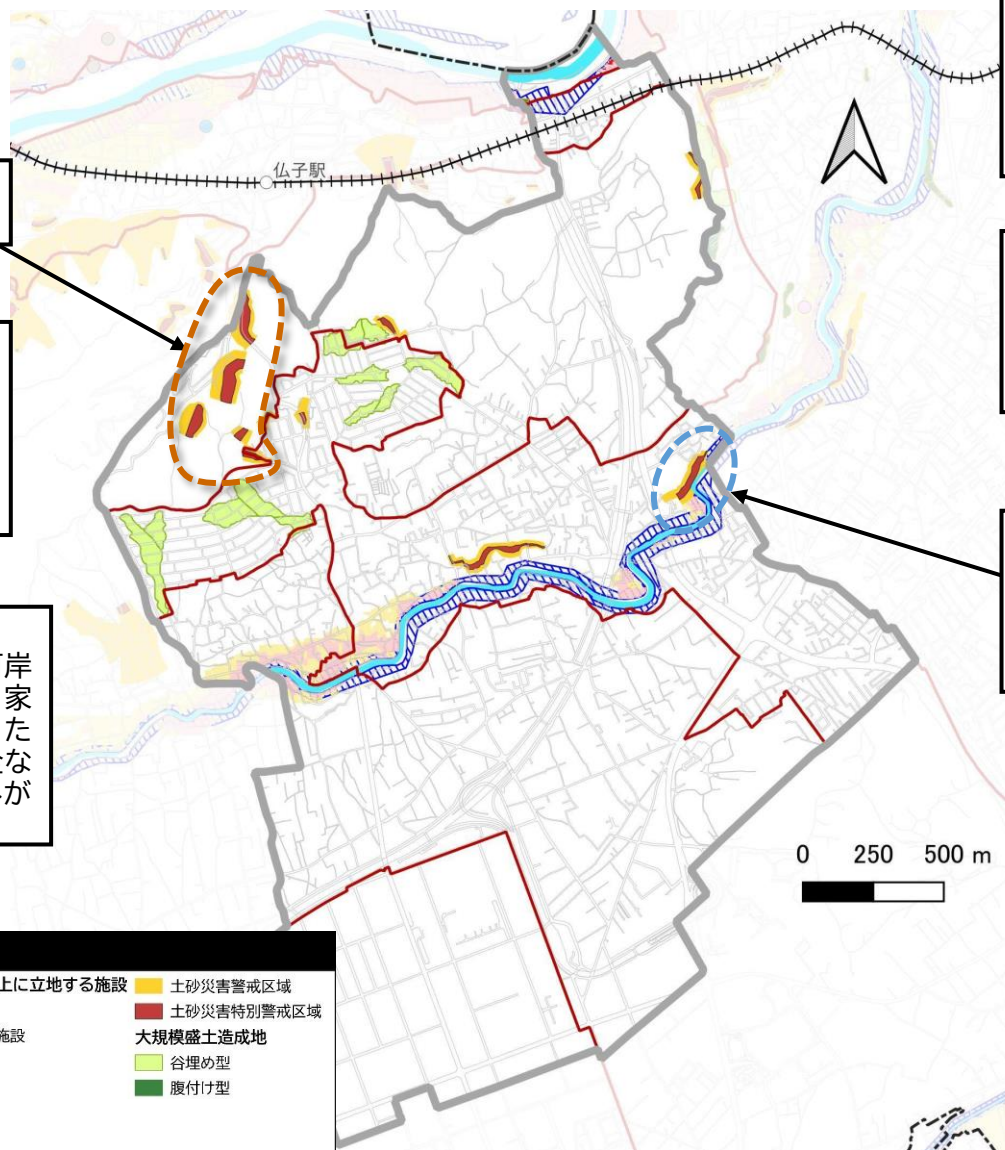 仏子駅
岸
家
た
な
が
0 250 500 m
上に立地する施設
施設
土砂災害警戒区域
土砂災害特別警戒区域
大規模盛土造成地
谷埋め型
腹付け型